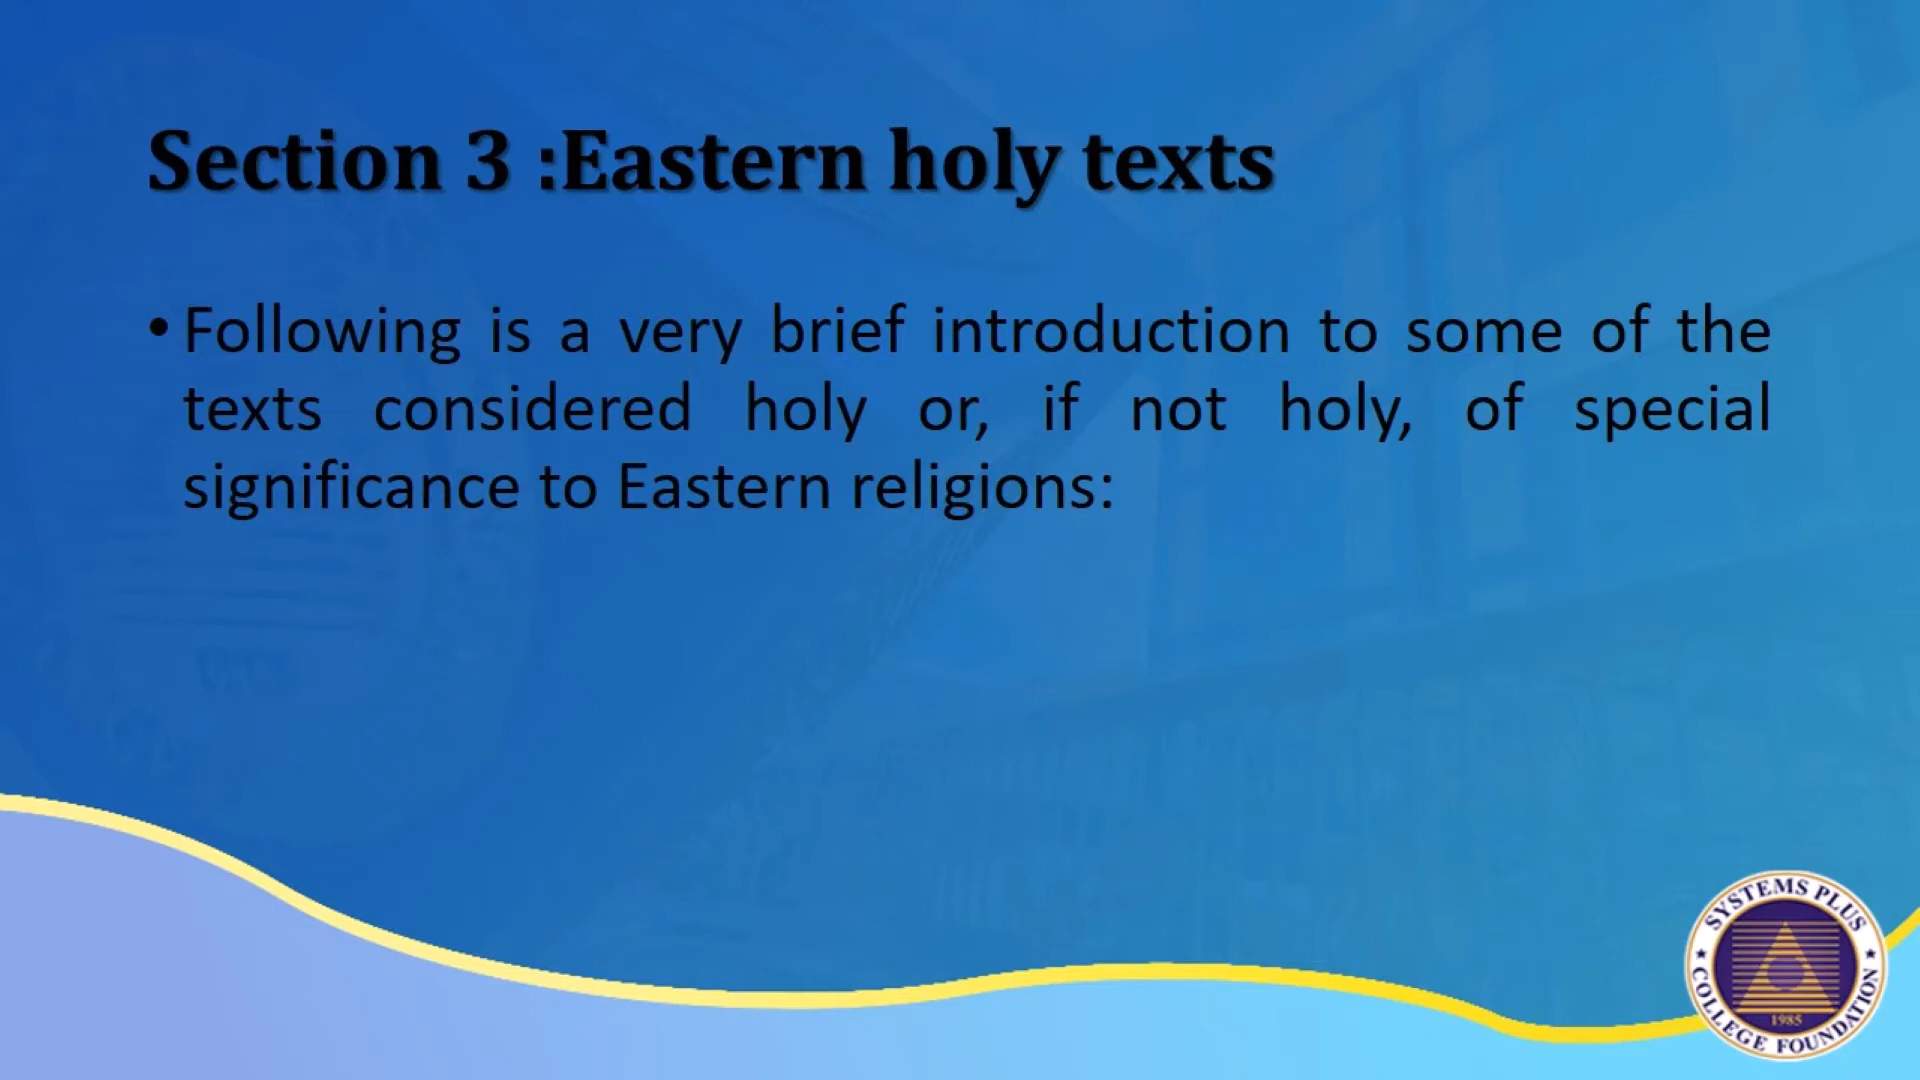 Section 3 :Eastern holy texts
• Following is a very brief introduction to some of the
texts considered holy or, if not holy, of special
significance to Eastern religions:
SYSTEMS PLUS
COLLEGE FOUNDATION
1985